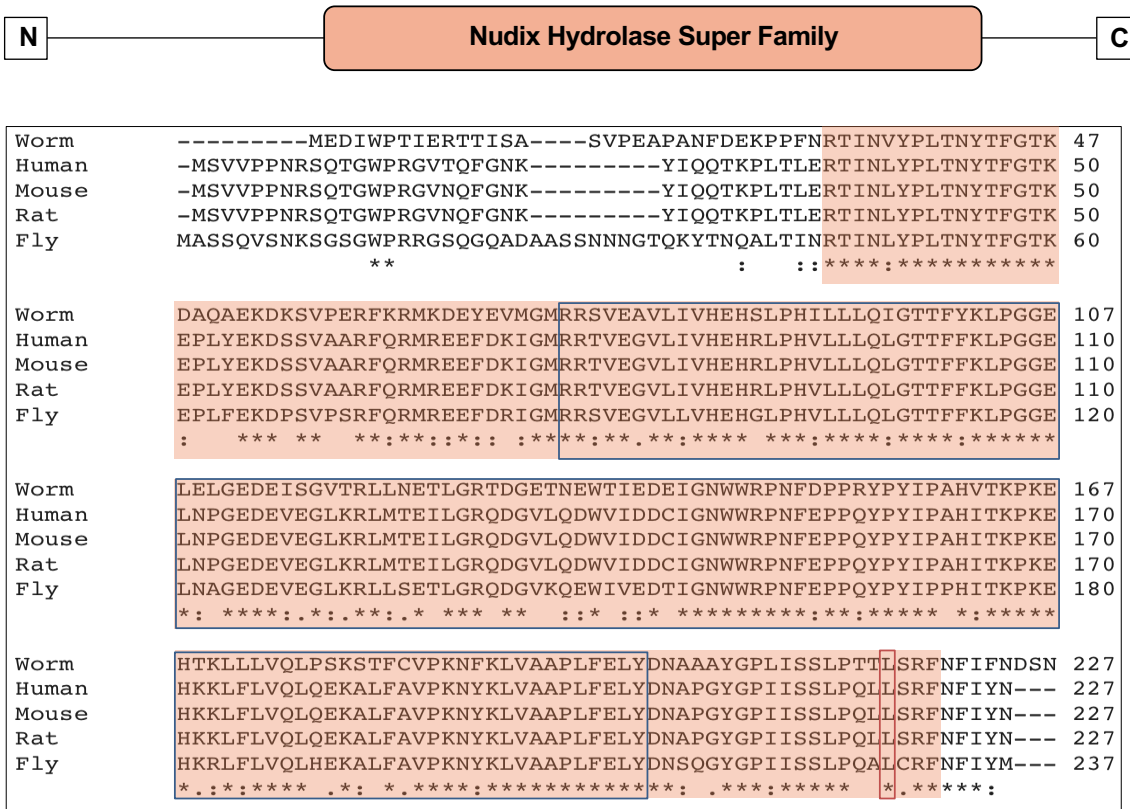 N Nudix Hydrolase Super Family C
Worm ---------MEDIWPTIERTTISA----SVPEAPANFDEKPPFNRTINVYPLTNYTFGTK 47
Human -MSVVPPNRSQTGWPRGVTQFGNK---------YIQQTKPLTLERTINLYPLTNYTFGTK 50
Mouse -MSVVPPNRSQTGWPRGVNQFGNK---------YIQQTKPLTLERTINLYPLTNYTFGTK 50
Rat -MSVVPPNRSQTGWPRGVNQFGNK---------YIQQTKPLTLERTINLYPLTNYTFGTK 50
Fly MASSQVSNKSGSGWPRRGSQGQADAASSNNNGTQKYTNQALTINRTINLYPLTNYTFGTK 60
** : ::****:***********
Worm DAQAEKDKSVPERFKRMKDEYEVMGMRRSVEAVLIVHEHSLPHILLLQIGTTFYKLPGGE 107
Human EPLYEKDSSVAARFQRMREEFDKIGMRRTVEGVLIVHEHRLPHVLLLQLGTTFFKLPGGE 110
Mouse EPLYEKDSSVAARFQRMREEFDKIGMRRTVEGVLIVHEHRLPHVLLLQLGTTFFKLPGGE 110
Rat EPLYEKDSSVAARFQRMREEFDKIGMRRTVEGVLIVHEHRLPHVLLLQLGTTFFKLPGGE 110
Fly EPLFEKDPSVPSRFQRMREEFDRIGMRRSVEGVLLVHEHGLPHVLLLQLGTTFFKLPGGE 120
: *** ** **:**::*:: :****:**.**:**** ***:****:****:******
Worm LELGEDEISGVTRLLNETLGRTDGETNEWTIEDEIGNWWRPNFDPPRYPYIPAHVTKPKE 167
Human LNPGEDEVEGLKRLMTEILGRQDGVLQDWVIDDCIGNWWRPNFEPPQYPYIPAHITKPKE 170
Mouse LNPGEDEVEGLKRLMTEILGRQDGVLQDWVIDDCIGNWWRPNFEPPQYPYIPAHITKPKE 170
Rat LNPGEDEVEGLKRLMTEILGRQDGVLQDWVIDDCIGNWWRPNFEPPQYPYIPAHITKPKE 170
Fly LNAGEDEVEGLKRLLSETLGRQDGVKQEWIVEDTIGNWWRPNFEPPQYPYIPPHITKPKE 180
*: ****:.*:.**:.* *** ** ::* ::* *********:**:***** *:*****
Worm HTKLLLVQLPSKSTFCVPKNFKLVAAPLFELYDNAAAYGPLISSLPTTLSRFNFIFNDSN 227
Human HKKLFLVQLQEKALFAVPKNYKLVAAPLFELYDNAPGYGPIISSLPQLLSRFNFIYN--- 227
Mouse HKKLFLVQLQEKALFAVPKNYKLVAAPLFELYDNAPGYGPIISSLPQLLSRFNFIYN--- 227
Rat HKKLFLVQLQEKALFAVPKNYKLVAAPLFELYDNAPGYGPIISSLPQLLSRFNFIYN--- 227
Fly HKRLFLVQLHEKALFAVPKNYKLVAAPLFELYDNSQGYGPIISSLPQALCRFNFIYM--- 237
*.:*:**** .*: *.****:*************: .***:***** *.*****: